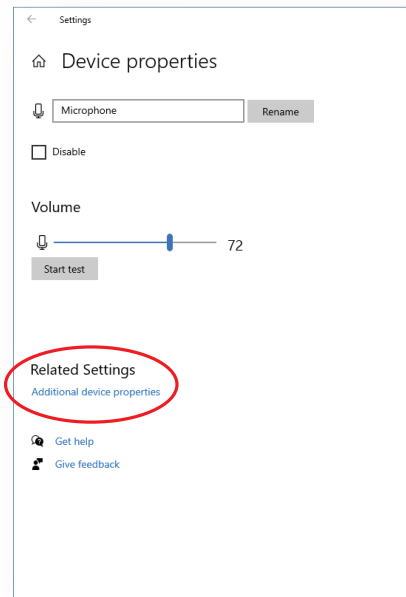 Settings
Device properties
Microphone
Rename
Disable
Volume
72
Start test
Related Settings
Additional device properties
Get help
Give feedback